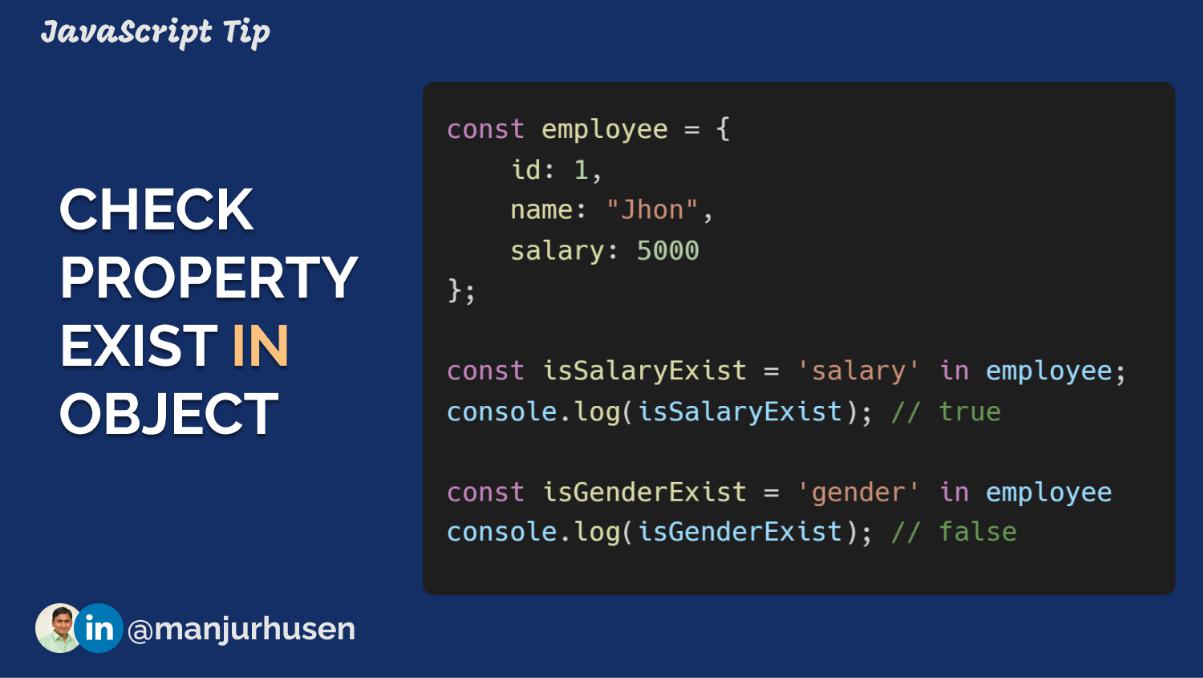 JavaScript Tip
CHECK
PROPERTY
EXIST IN
OBJECT
const employee = {
    id: 1,
    name: "Jhon",
    salary: 5000
};
const isSalaryExist = 'salary' in employee;
console.log(isSalaryExist); // true
const isGenderExist = 'gender' in employee
console.log(isGenderExist); // false
in @manjurhusen